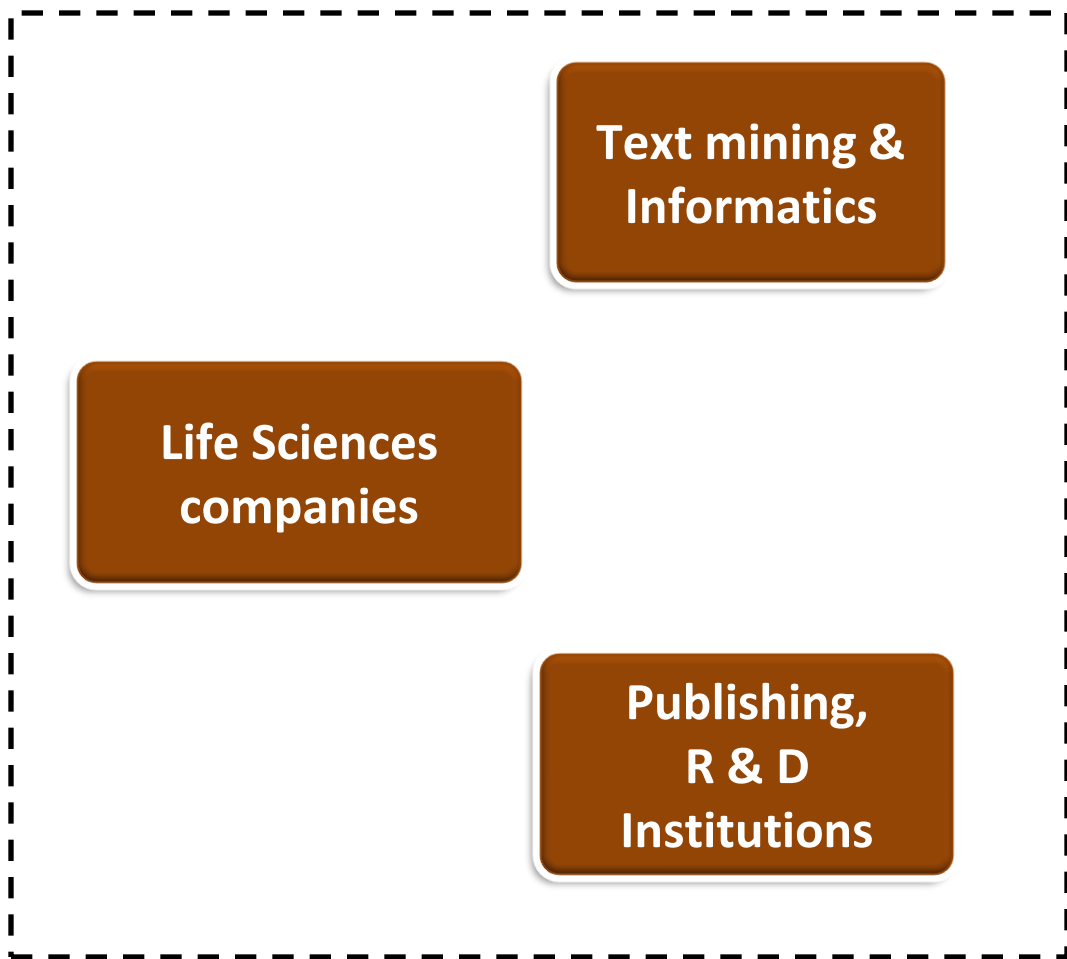 Text mining &
Informatics
Life Sciences
companies
Publishing,
R & D
Institutions